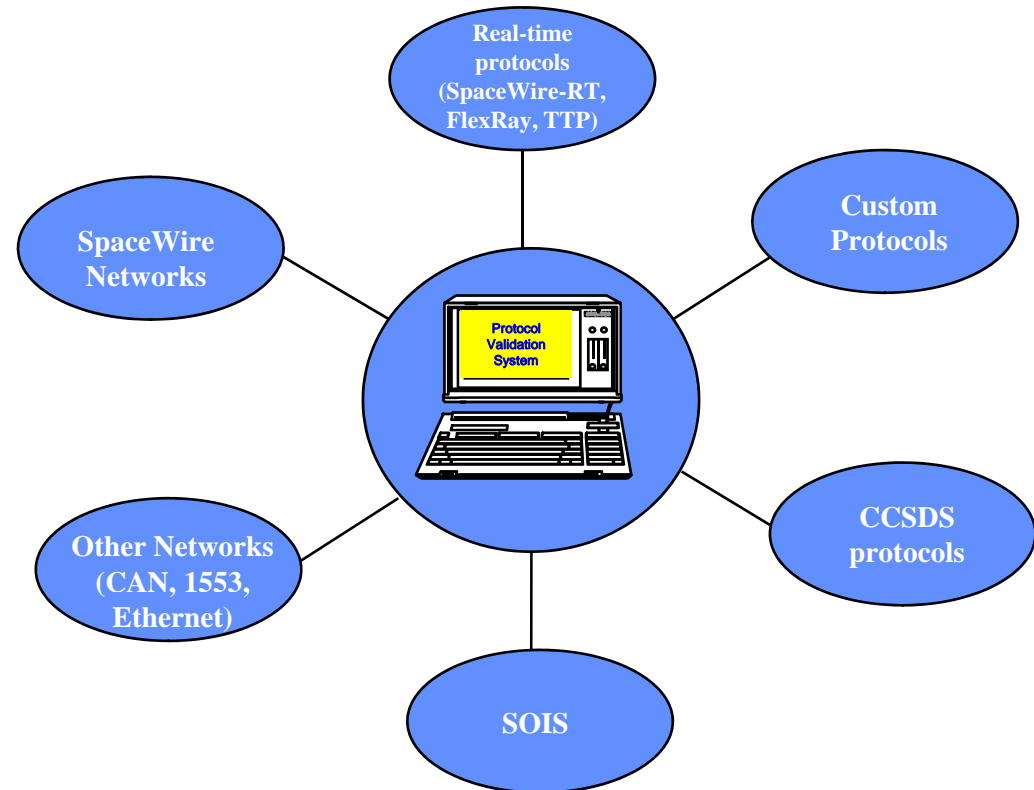 Real-time
protocols
(SpaceWire-RT,
FlexRay, TTP)
SpaceWire
Networks
Custom
Protocols
Protocol
Validation
System
Other Networks
(CAN, 1553,
Ethernet)
CCSDS
protocols
SOIS